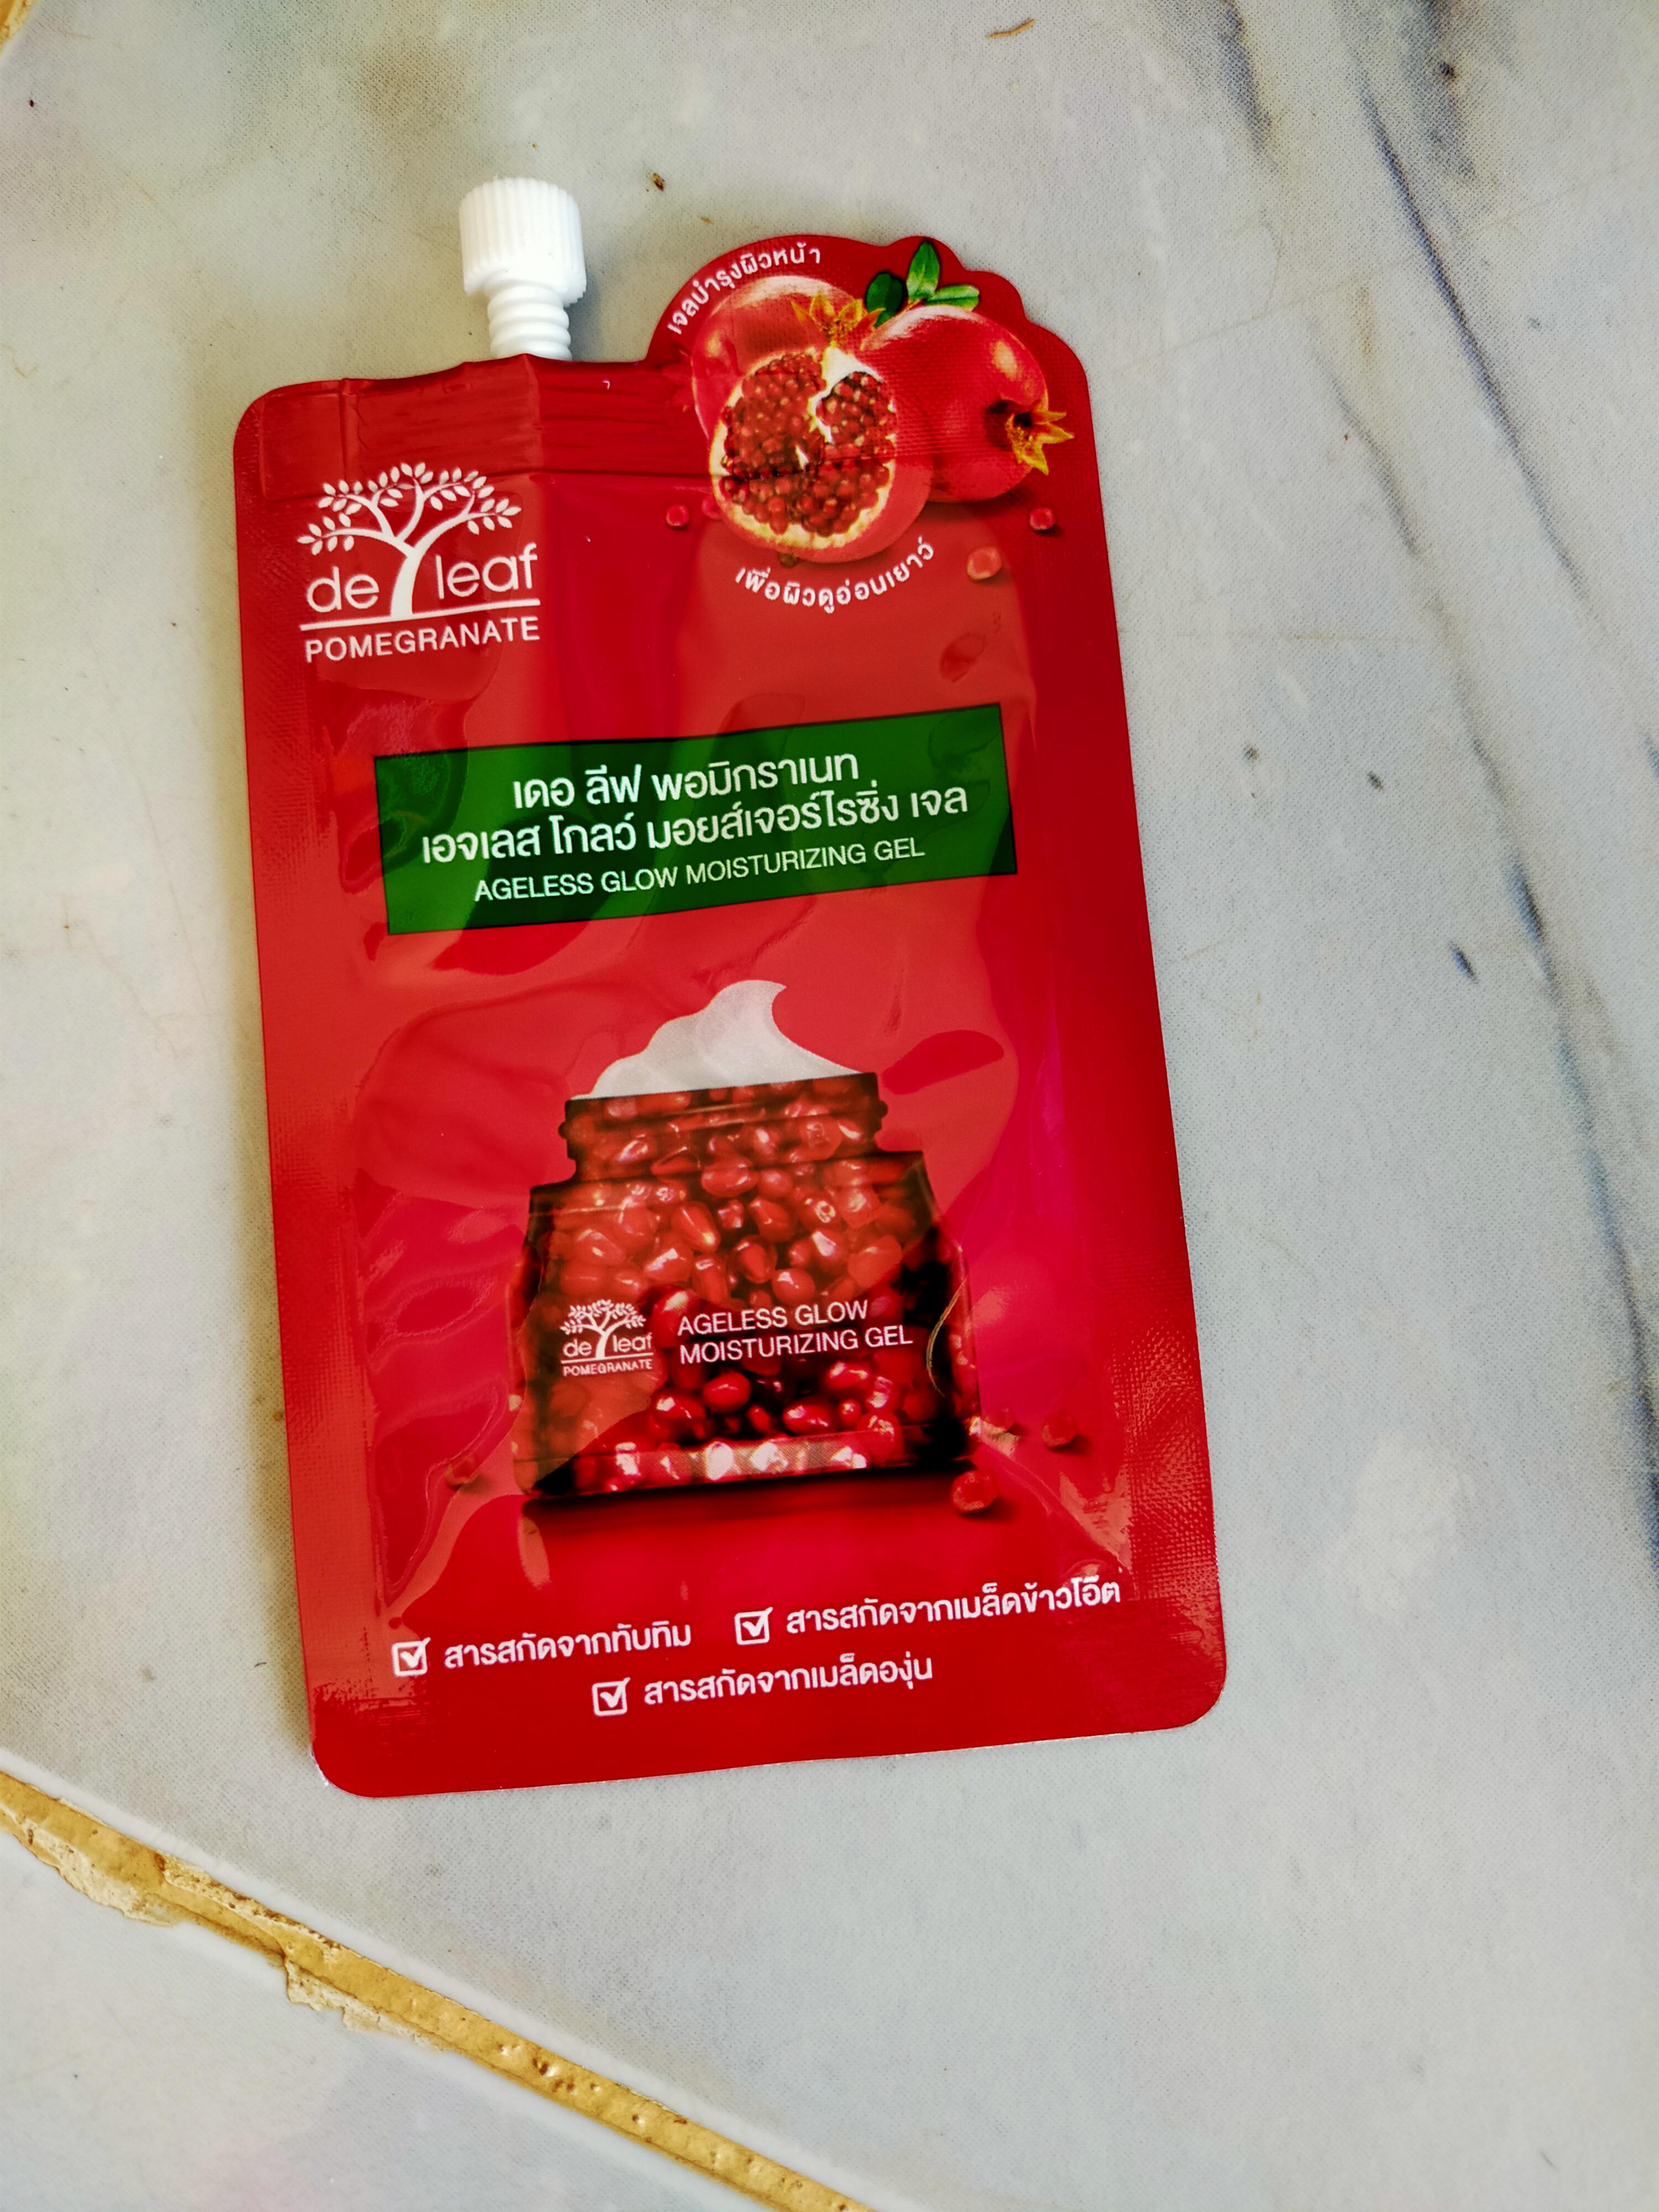 เจลบำรุงผิวหน้า
de leaf
POMEGRANATE
เพื่อผิวดูอ่อนเยาว์
เดอ ลีฟ พอมิกราเนท
เอจเลส โกลว์ มอยส์เจอร์ไรซิ่ง เจล
AGELESS GLOW MOISTURIZING GEL
de leaf
POMEGRANATE
AGELESS GLOW
MOISTURIZING GEL
สารสกัดจากทับทิม
สารสกัดจากเมล็ดข้าวโอ๊ต
สารสกัดจากเมล็ดองุ่น